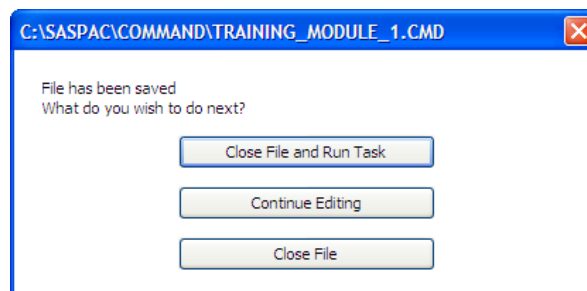 C:\SASPAC\COMMAND\TRAINING_MODULE_1.CMD
File has been saved
What do you wish to do next?
Close File and Run Task
Continue Editing
Close File